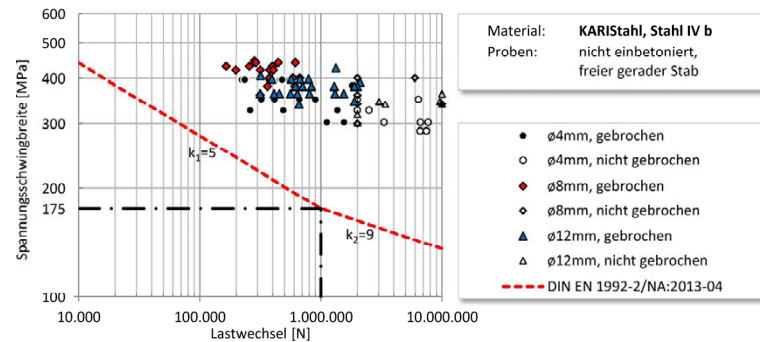 600
500
400
300
200
175
100
Spannungsschwingbreite [MPa]
k₁=5
k₂=9
10.000
100.000
1.000.000
10.000.000
Lastwechsel [N]
Material: KARIStahl, Stahl IV b
Proben: nicht einbetoniert,
freier gerader Stab
ø4mm, gebrochen
ø4mm, nicht gebrochen
ø8mm, gebrochen
ø8mm, nicht gebrochen
ø12mm, gebrochen
ø12mm, nicht gebrochen
DIN EN 1992-2/NA:2013-04